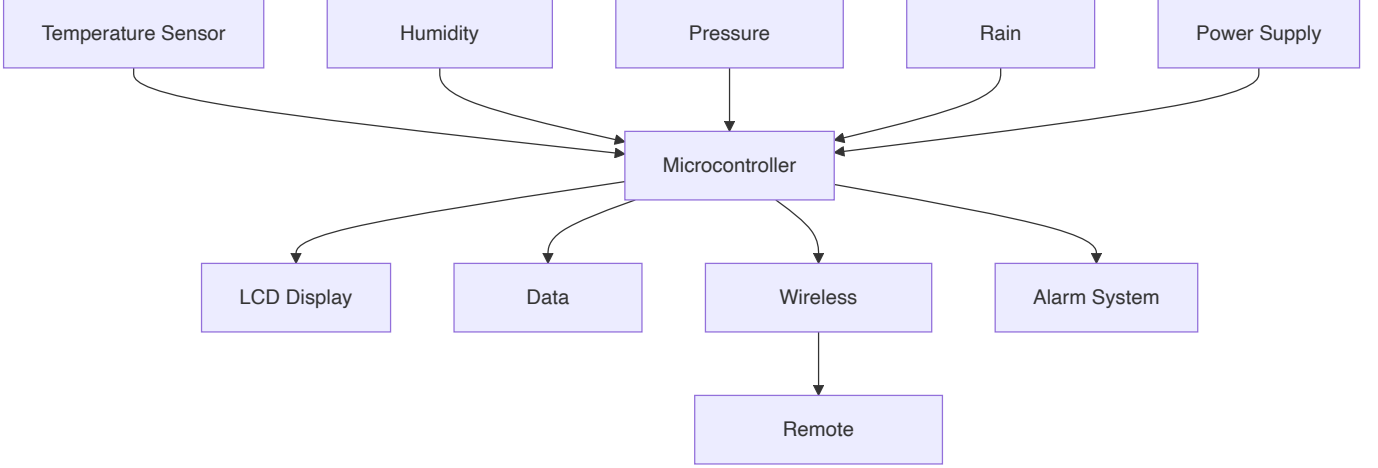 Temperature Sensor
Humidity
Pressure
Rain
Power Supply
Microcontroller
LCD Display
Data
Wireless
Alarm System
Remote